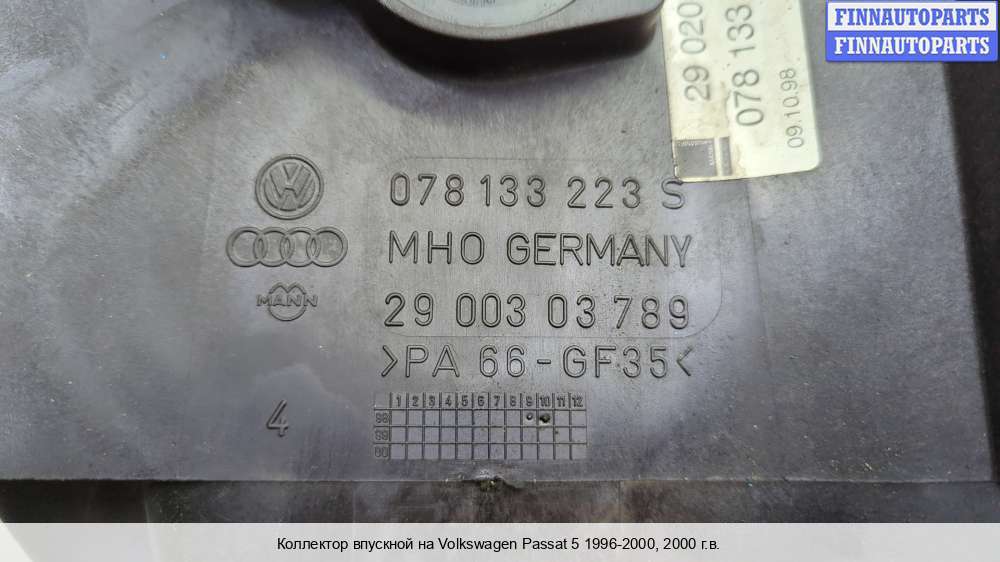 FINNAUTOPARTS
FINNAUTOPARTS
29 020
078 133
09.10.98
078 133 223 S
MHO GERMANY
MANN
29 003 03 789
>PA 66-GF35<
4
1 2 3 4 5 6 7 8 9 10 11 12
98
99
00
Коллектор впускной на Volkswagen Passat 5 1996-2000, 2000 г.в.